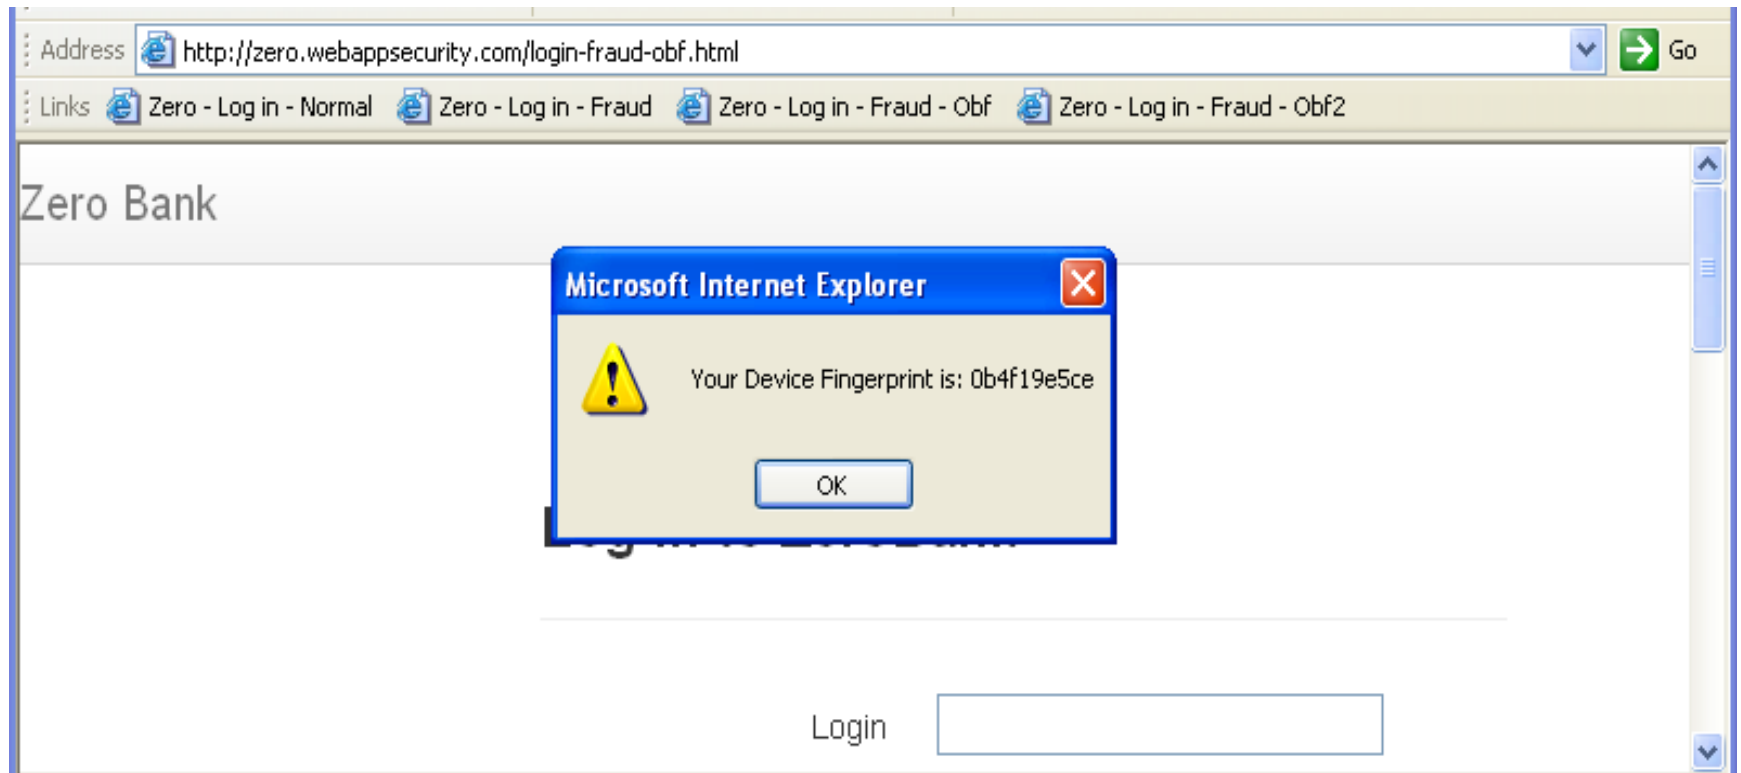 Address http://zero.webappsecurity.com/login-fraud-obf.html Go
Links Zero - Log in - Normal Zero - Log in - Fraud Zero - Log in - Fraud - Obf Zero - Log in - Fraud - Obf2
Zero Bank
Microsoft Internet Explorer
Your Device Fingerprint is: 0b4f19e5ce
OK
Login